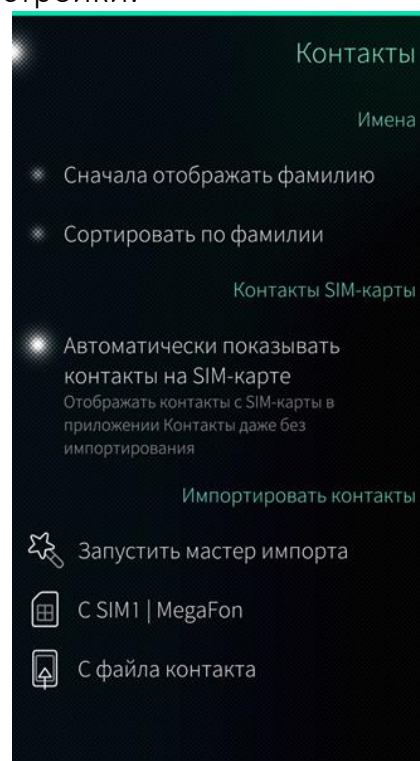 Контакты
Имена
Сначала отображать фамилию
Сортировать по фамилии
Контакты SIM-карты
Автоматически показывать
контакты на SIM-карте
Отображать контакты с SIM-карты в
приложении Контакты даже без
импортирования
Импортировать контакты
Запустить мастер импорта
С SIM1 | MegaFon
С файла контакта